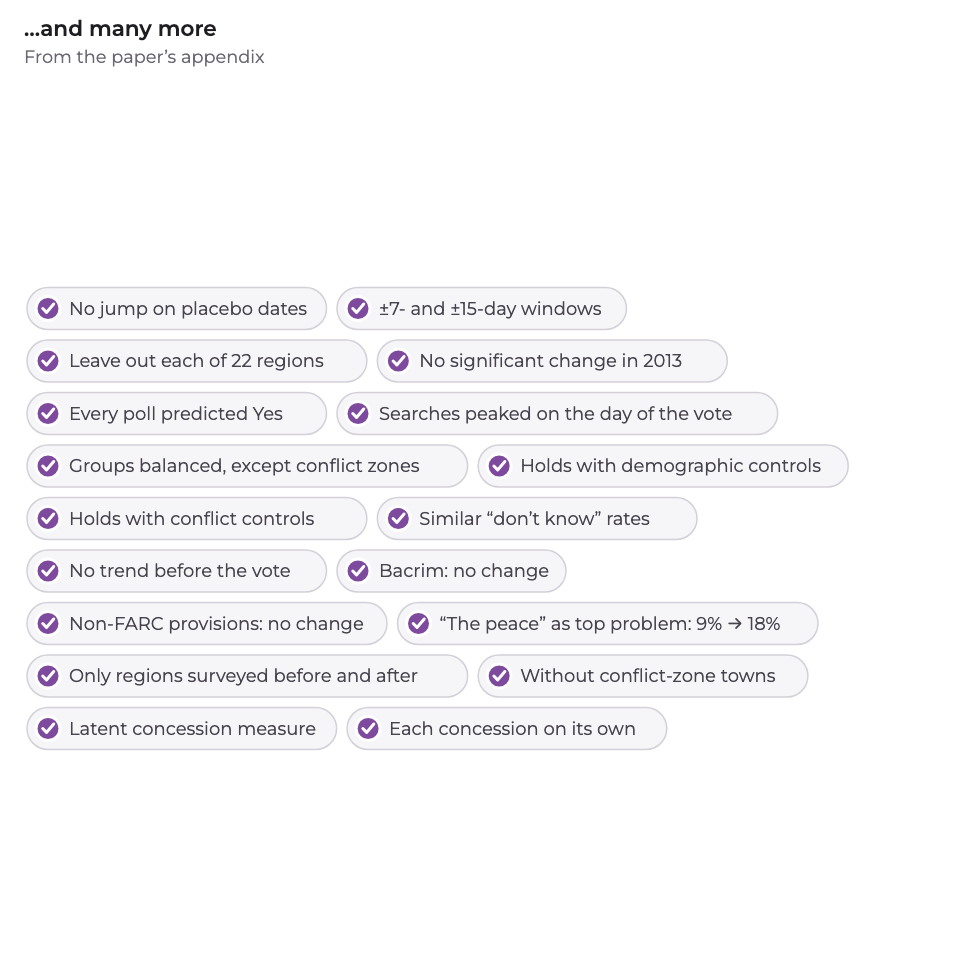 ...and many more
From the paper’s appendix
No jump on placebo dates
±7- and ±15-day windows
Leave out each of 22 regions
No significant change in 2013
Every poll predicted Yes
Searches peaked on the day of the vote
Groups balanced, except conflict zones
Holds with demographic controls
Holds with conflict controls
Similar “don’t know” rates
No trend before the vote
Bacrim: no change
Non-FARC provisions: no change
“The peace” as top problem: 9% → 18%
Only regions surveyed before and after
Without conflict-zone towns
Latent concession measure
Each concession on its own